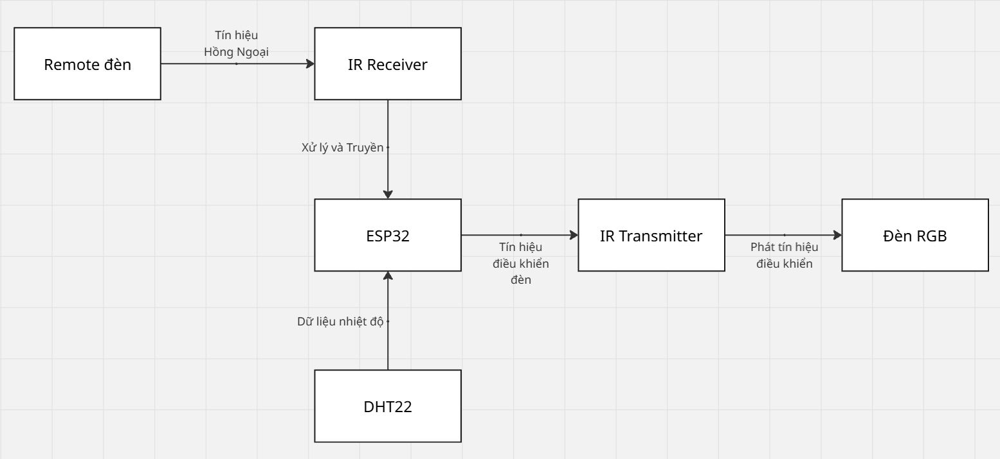 Tín hiệu
Hồng Ngoại
Remote đèn
IR Receiver
Xử lý và Truyền
ESP32
IR Transmitter
Đèn RGB
Tín hiệu
điều khiển
đèn
Phát tín hiệu
điều khiển
Dữ liệu nhiệt độ
DHT22